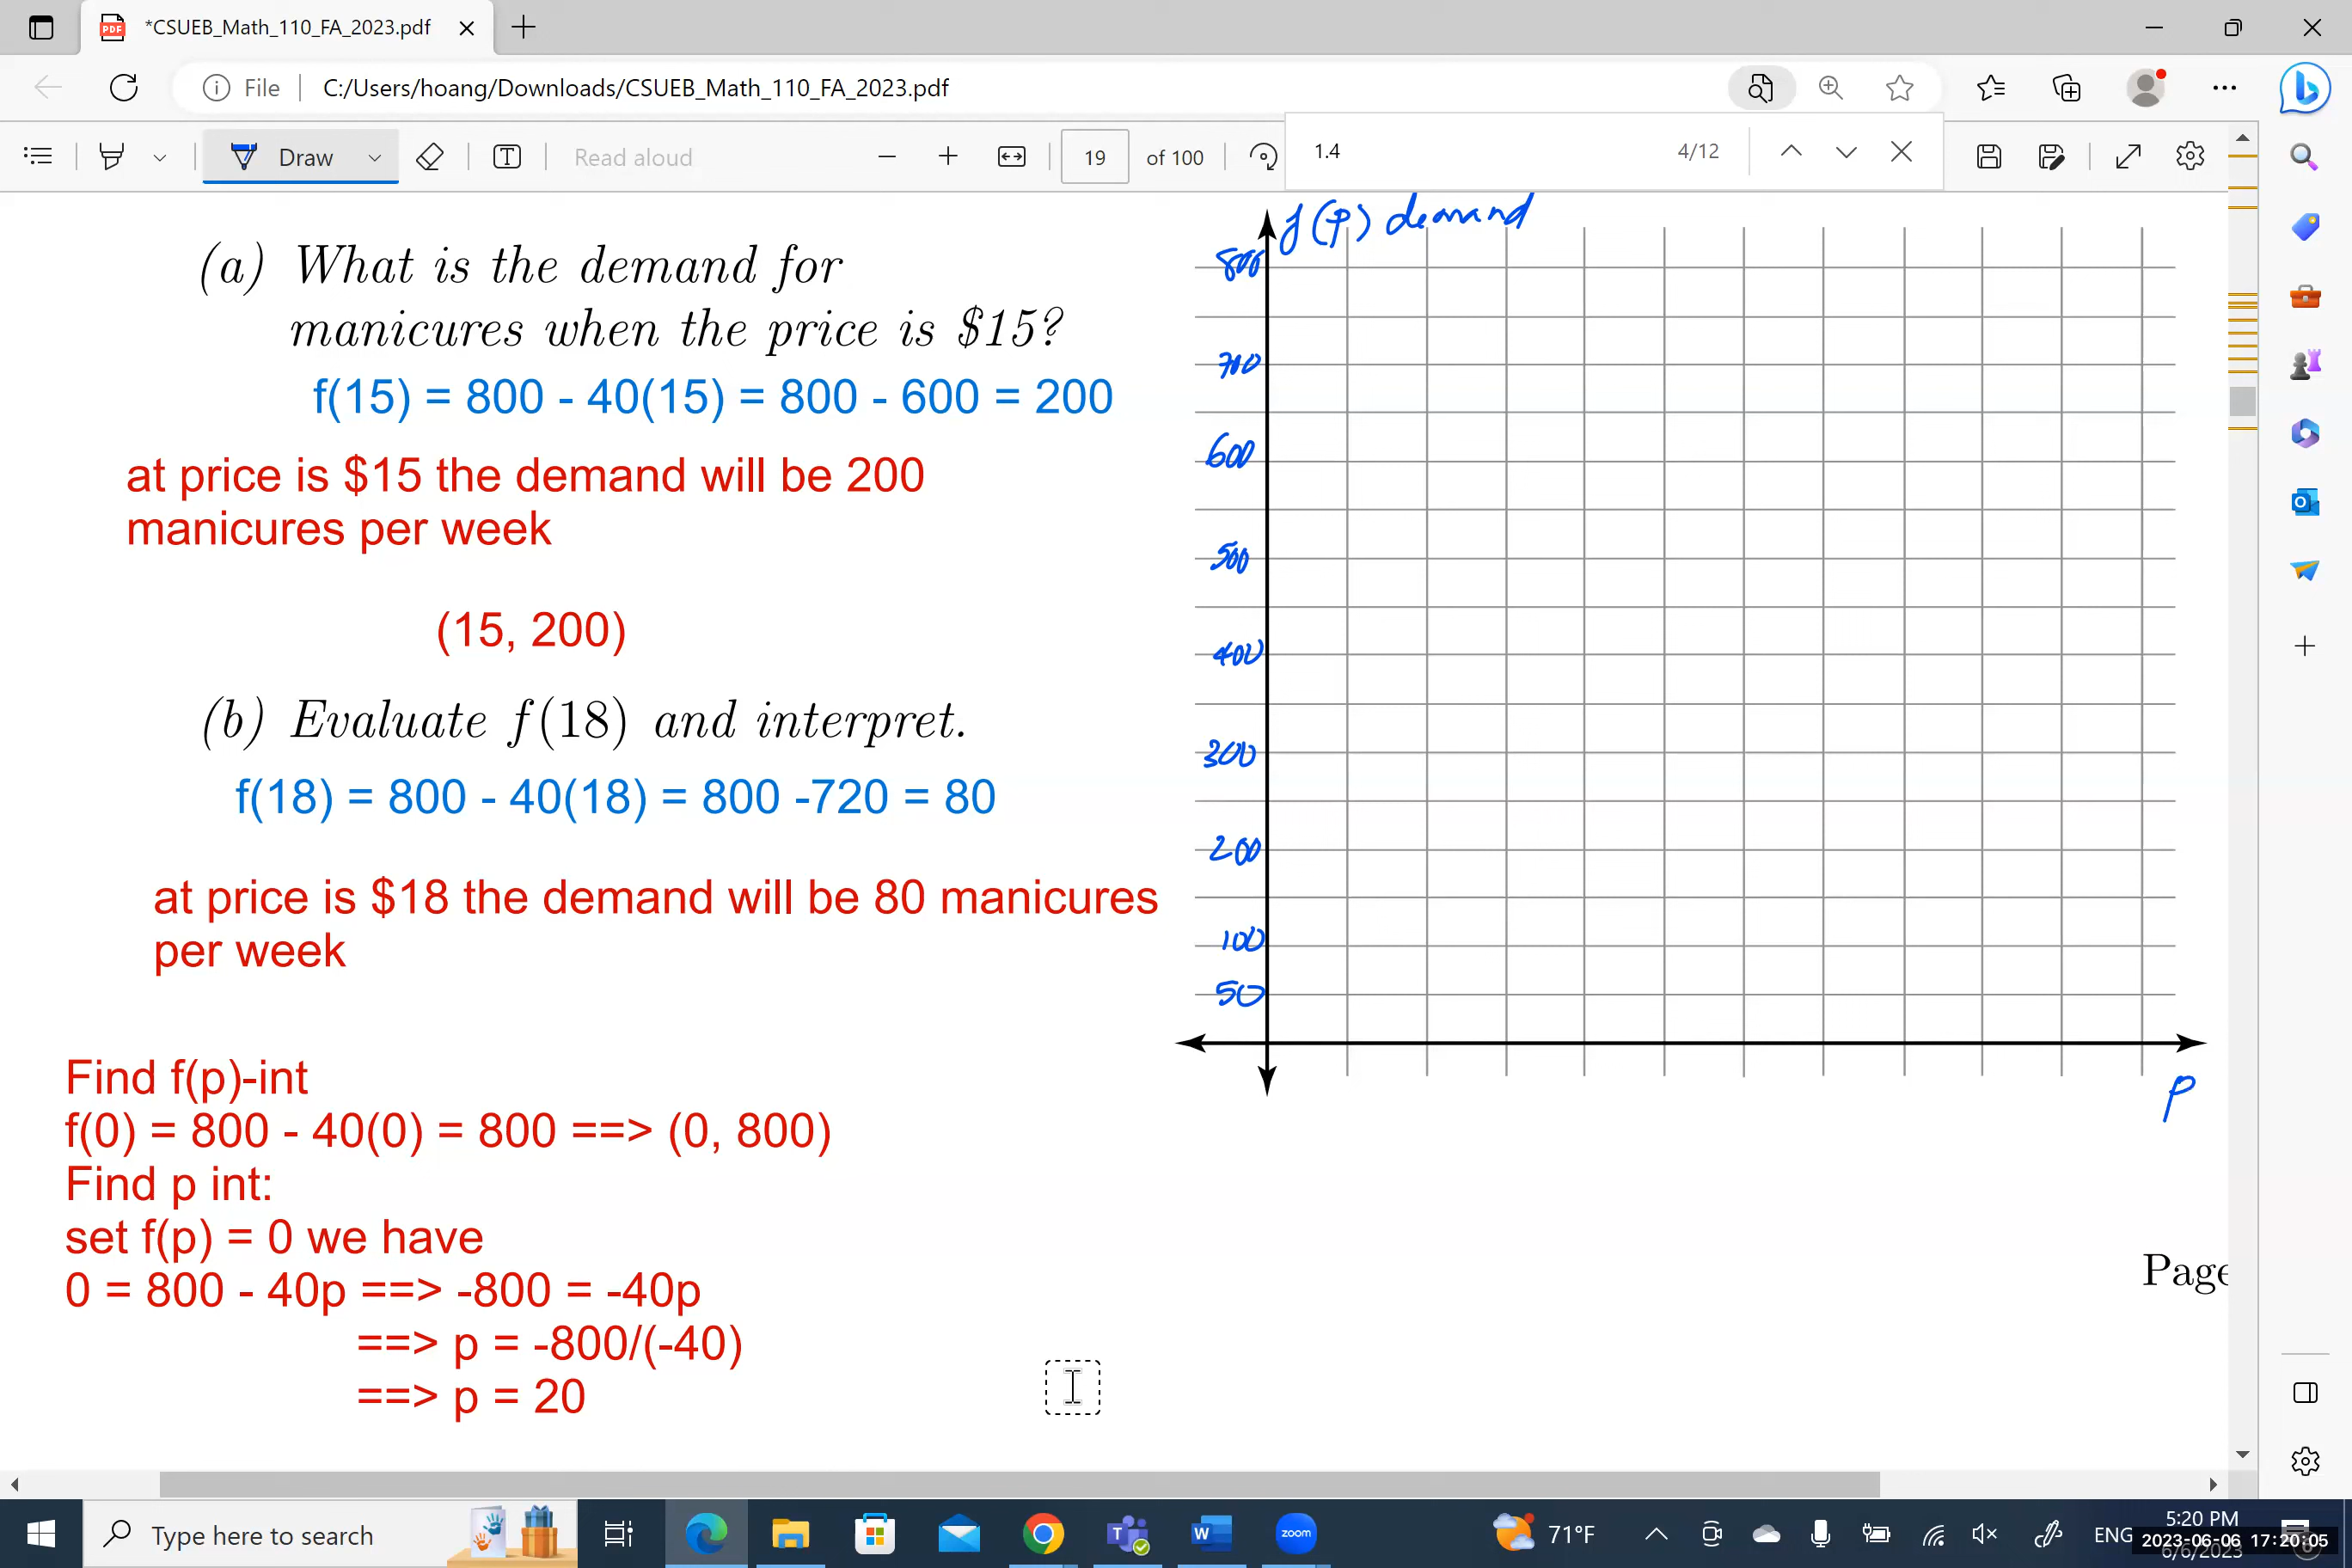 *CSUEB_Math_110_FA_2023.pdf
File
C:/Users/hoang/Downloads/CSUEB_Math_110_FA_2023.pdf
Draw
Read aloud
19 of 100
1.4
4/12
(a) What is the demand for
manicures when the price is $15?
f(15) = 800 - 40(15) = 800 - 600 = 200
at price is $15 the demand will be 200
manicures per week
(15, 200)
(b) Evaluate f(18) and interpret.
f(18) = 800 - 40(18) = 800 -720 = 80
at price is $18 the demand will be 80 manicures
per week
Find f(p)-int
f(0) = 800 - 40(0) = 800 ==> (0, 800)
Find p int:
set f(p) = 0 we have
0 = 800 - 40p ==> -800 = -40p
==> p = -800/(-40)
==> p = 20
f(p) demand
800
700
600
500
400
300
200
100
50
p
Page
Type here to search
zoom
71°F
ENG
5:20 PM
6/6/2023
2023-06-06 17:20:05